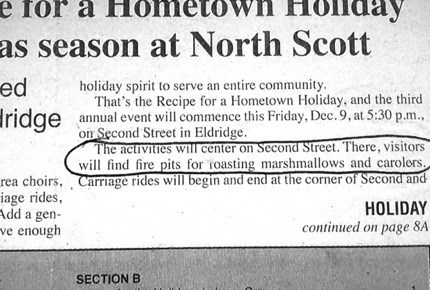 e for a Hometown Holiday
as season at North Scott
ed
dridge
rea choirs,
iage rides,
Add a gen-
ve enough
holiday spirit to serve an entire community.
That's the Recipe for a Hometown Holiday, and the third
annual event will commence this Friday, Dec. 9, at 5:30 p.m.,
on Second Street in Eldridge.
The activities will center on Second Street. There, visitors
will find fire pits for roasting marshmallows and carolers.
Carriage rides will begin and end at the corner of Second and
HOLIDAY
continued on page 8A
SECTION B